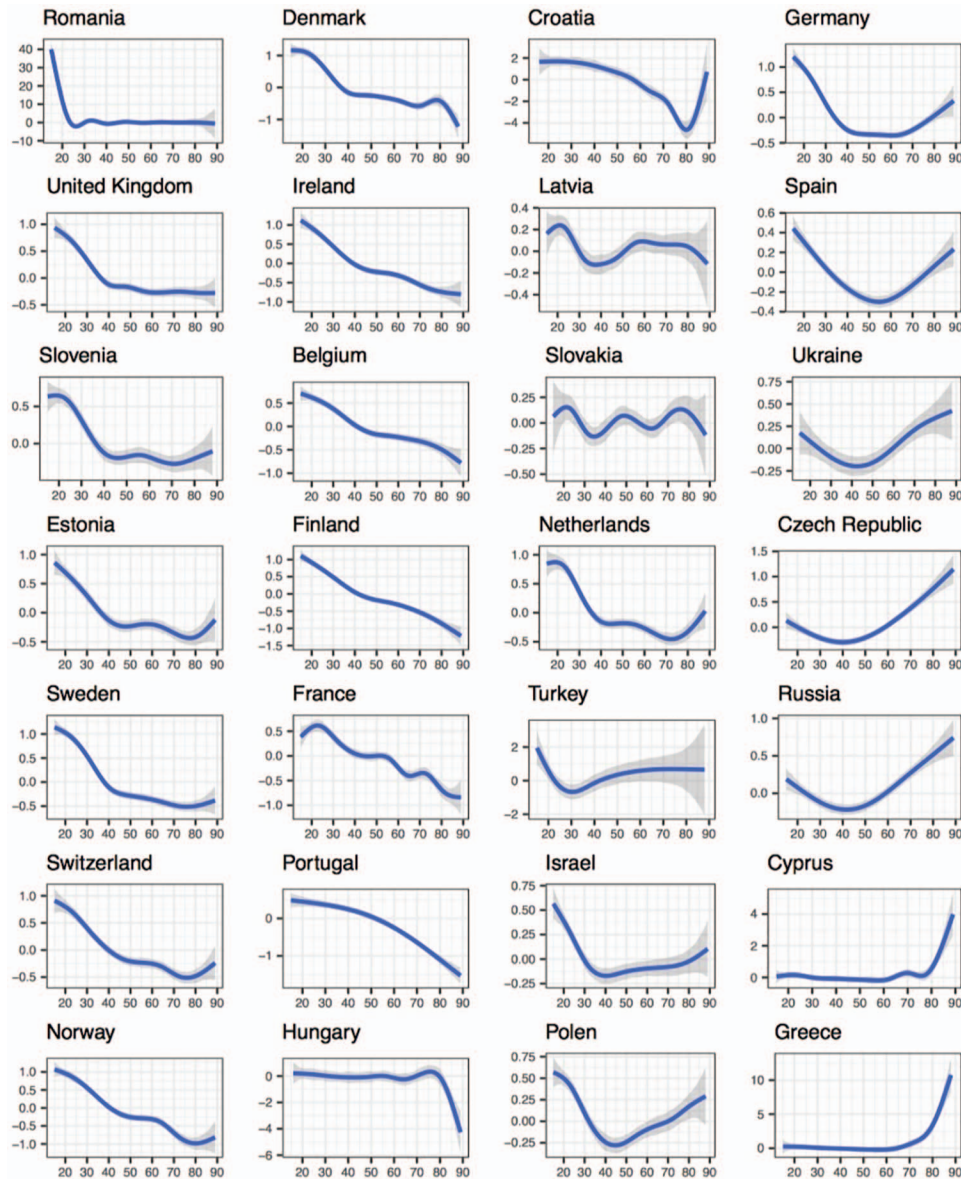 Romania
40
30
20
10
0
−10
20 30 40 50 60 70 80 90
Denmark
1
0
−1
20 30 40 50 60 70 80 90
Croatia
2
0
−2
−4
20 30 40 50 60 70 80 90
Germany
1.0
0.5
0.0
−0.5
20 30 40 50 60 70 80 90
United Kingdom
1.0
0.5
0.0
−0.5
20 30 40 50 60 70 80 90
Ireland
1.0
0.5
0.0
−0.5
−1.0
20 30 40 50 60 70 80 90
Latvia
0.4
0.2
0.0
−0.2
−0.4
20 30 40 50 60 70 80 90
Spain
0.6
0.4
0.2
0.0
−0.2
−0.4
20 30 40 50 60 70 80 90
Slovenia
0.5
0.0
20 30 40 50 60 70 80 90
Belgium
1.0
0.5
0.0
−0.5
−1.0
20 30 40 50 60 70 80 90
Slovakia
0.25
0.00
−0.25
−0.50
20 30 40 50 60 70 80 90
Ukraine
0.75
0.50
0.25
0.00
−0.25
20 30 40 50 60 70 80 90
Estonia
1.0
0.5
0.0
−0.5
20 30 40 50 60 70 80 90
Finland
1.0
0.5
0.0
−0.5
−1.0
−1.5
20 30 40 50 60 70 80 90
Netherlands
1.0
0.5
0.0
−0.5
20 30 40 50 60 70 80 90
Czech Republic
1.5
1.0
0.5
0.0
20 30 40 50 60 70 80 90
Sweden
1.0
0.5
0.0
−0.5
20 30 40 50 60 70 80 90
France
0.5
0.0
−0.5
−1.0
20 30 40 50 60 70 80 90
Turkey
2
0
−2
20 30 40 50 60 70 80 90
Russia
1.0
0.5
0.0
20 30 40 50 60 70 80 90
Switzerland
1.0
0.5
0.0
−0.5
20 30 40 50 60 70 80 90
Portugal
0
−1
20 30 40 50 60 70 80 90
Israel
0.75
0.50
0.25
0.00
−0.25
20 30 40 50 60 70 80 90
Cyprus
4
2
0
20 30 40 50 60 70 80 90
Norway
1.0
0.5
0.0
−0.5
−1.0
20 30 40 50 60 70 80 90
Hungary
0
−2
−4
−6
20 30 40 50 60 70 80 90
Polen
0.75
0.50
0.25
0.00
−0.25
20 30 40 50 60 70 80 90
Greece
10
5
0
20 30 40 50 60 70 80 90